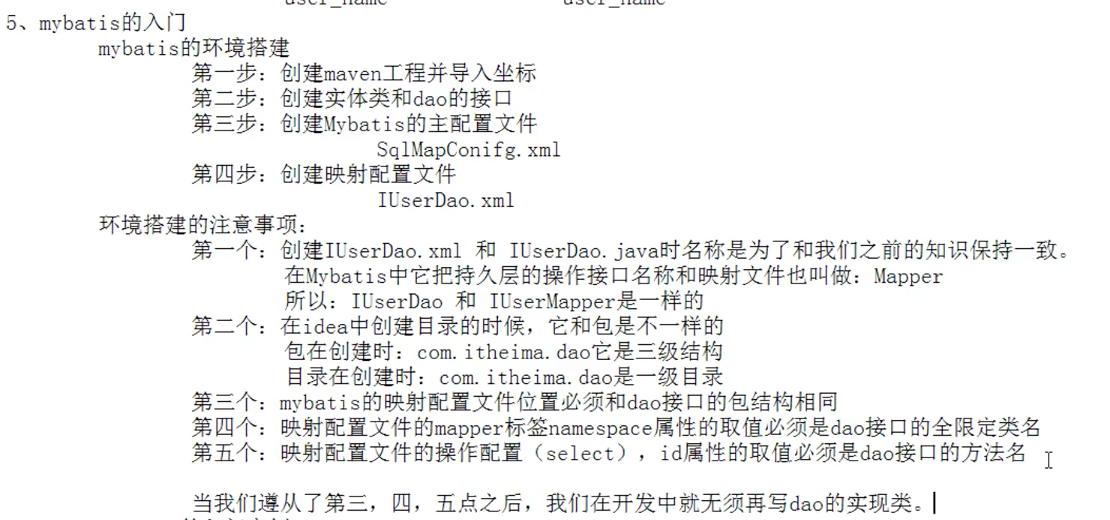 user_name user_name
5、mybatis的入门
mybatis的环境搭建
第一步：创建maven工程并导入坐标
第二步：创建实体类和dao的接口
第三步：创建Mybatis的主配置文件
SqlMapConifg.xml
第四步：创建映射配置文件
IUserDao.xml
环境搭建的注意事项：
第一个：创建IUserDao.xml 和 IUserDao.java时名称是为了和我们之前的知识保持一致。
在Mybatis中它把持久层的操作接口名称和映射文件也叫做：Mapper
所以：IUserDao 和 IUserMapper是一样的
第二个：在idea中创建目录的时候，它和包是不一样的
包在创建时：com.itheima.dao它是三级结构
目录在创建时：com.itheima.dao是一级目录
第三个：mybatis的映射配置文件位置必须和dao接口的包结构相同
第四个：映射配置文件的mapper标签namespace属性的取值必须是dao接口的全限定类名
第五个：映射配置文件的操作配置（select），id属性的取值必须是dao接口的方法名
当我们遵从了第三，四，五点之后，我们在开发中就无须再写dao的实现类。